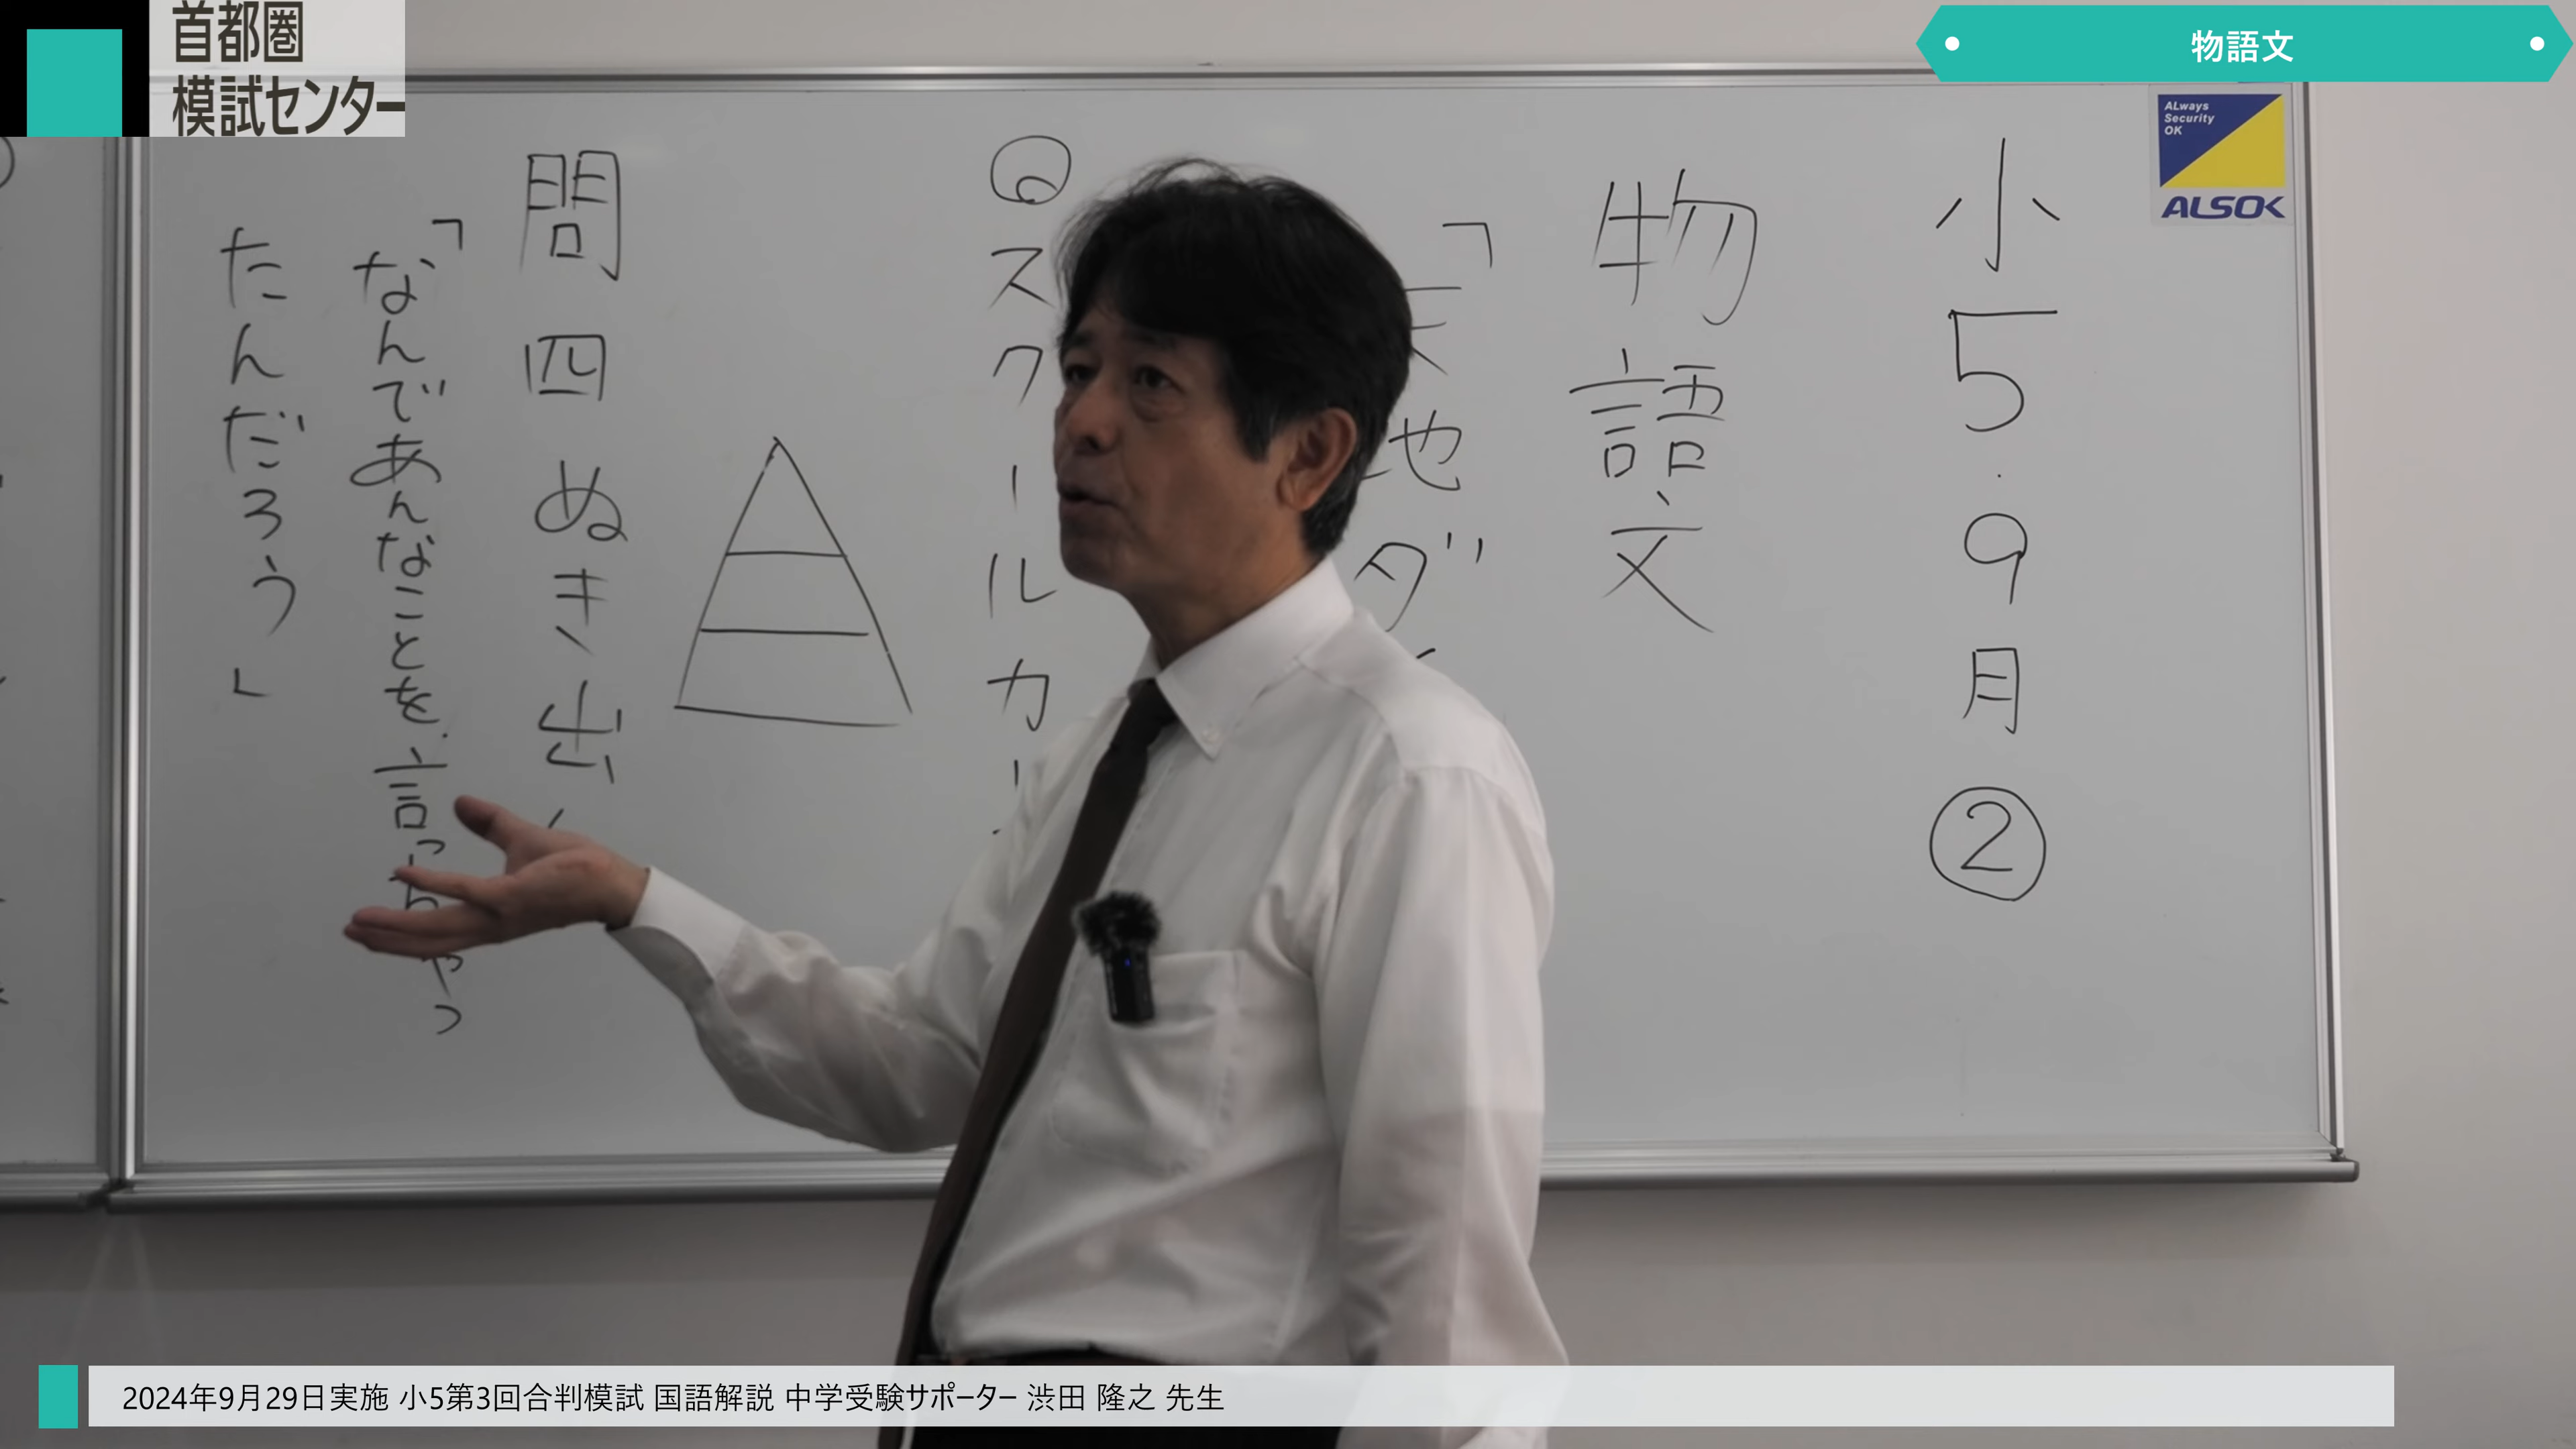 首都圏
模試センター
物語文
ALways
Security
OK
ALSOK
小5.9月②
物語文
スクールカー
問四 ぬき出
「なんであんなことを言っちゃっ
たんだろう」
2024年9月29日実施 小5第3回合判模試 国語解説 中学受験サポーター 渋田 隆之 先生